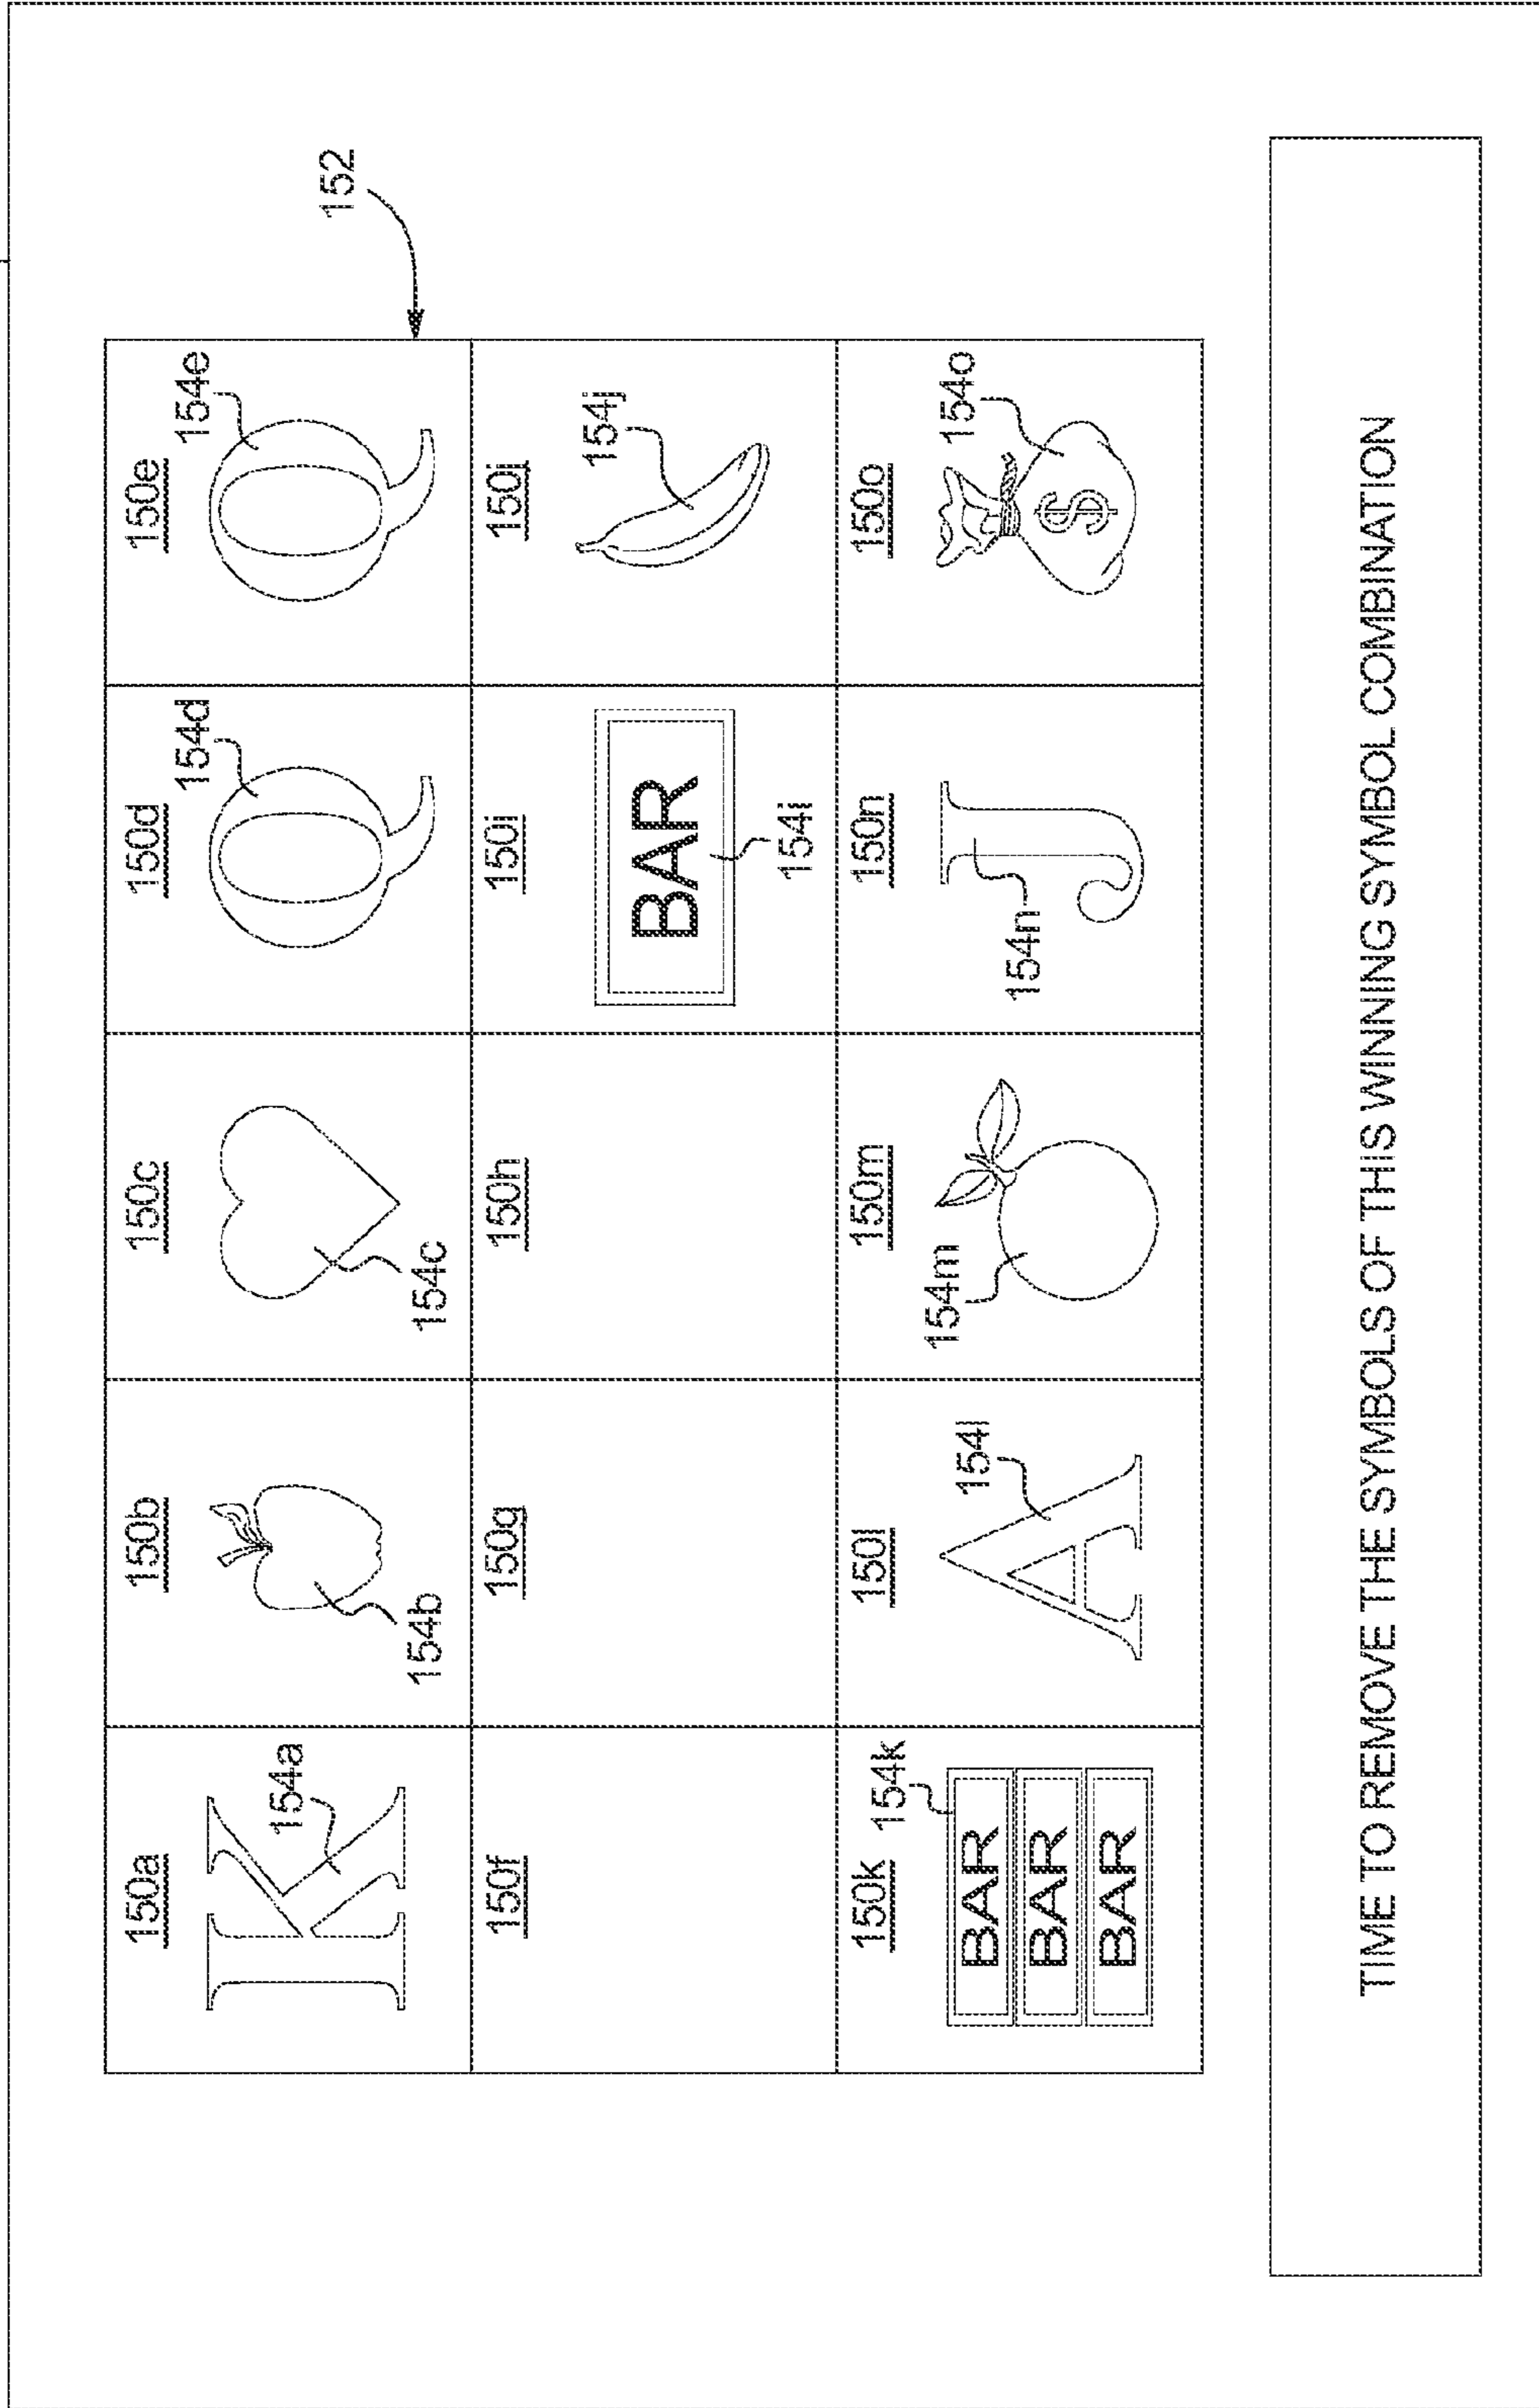 152
150a 150b 150c 150d 150e
154a 154b 154c 154d 154e
150f 150g 150h 150i 150j
BAR
154i 154j
150k 150l 150m 150n 150o
154k 154l 154m 154n 154o
BAR
BAR
BAR
$
K Q Q
A J
TIME TO REMOVE THE SYMBOLS OF THIS WINNING SYMBOL COMBINATION